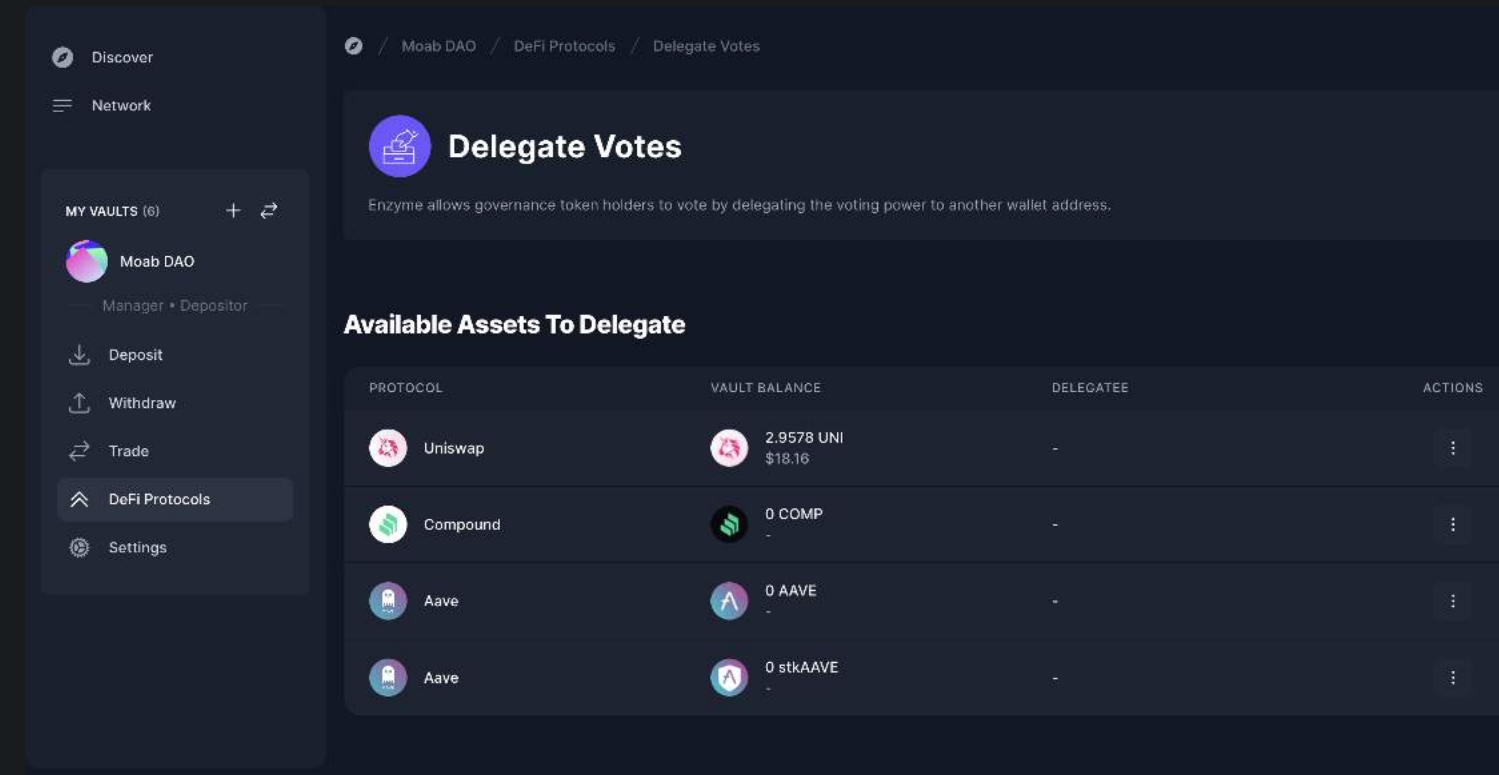 Discover
Network
MY VAULTS (6)
Moab DAO
Manager • Depositor
Deposit
Withdraw
Trade
DeFi Protocols
Settings
/ Moab DAO / DeFi Protocols / Delegate Votes
Delegate Votes
Enzyme allows governance token holders to vote by delegating the voting power to another wallet address.
Available Assets To Delegate
PROTOCOL VAULT BALANCE DELEGATEE ACTIONS
Uniswap 2.9578 UNI -
$18.16
Compound 0 COMP -
-
Aave 0 AAVE -
-
Aave 0 stkAAVE -
-